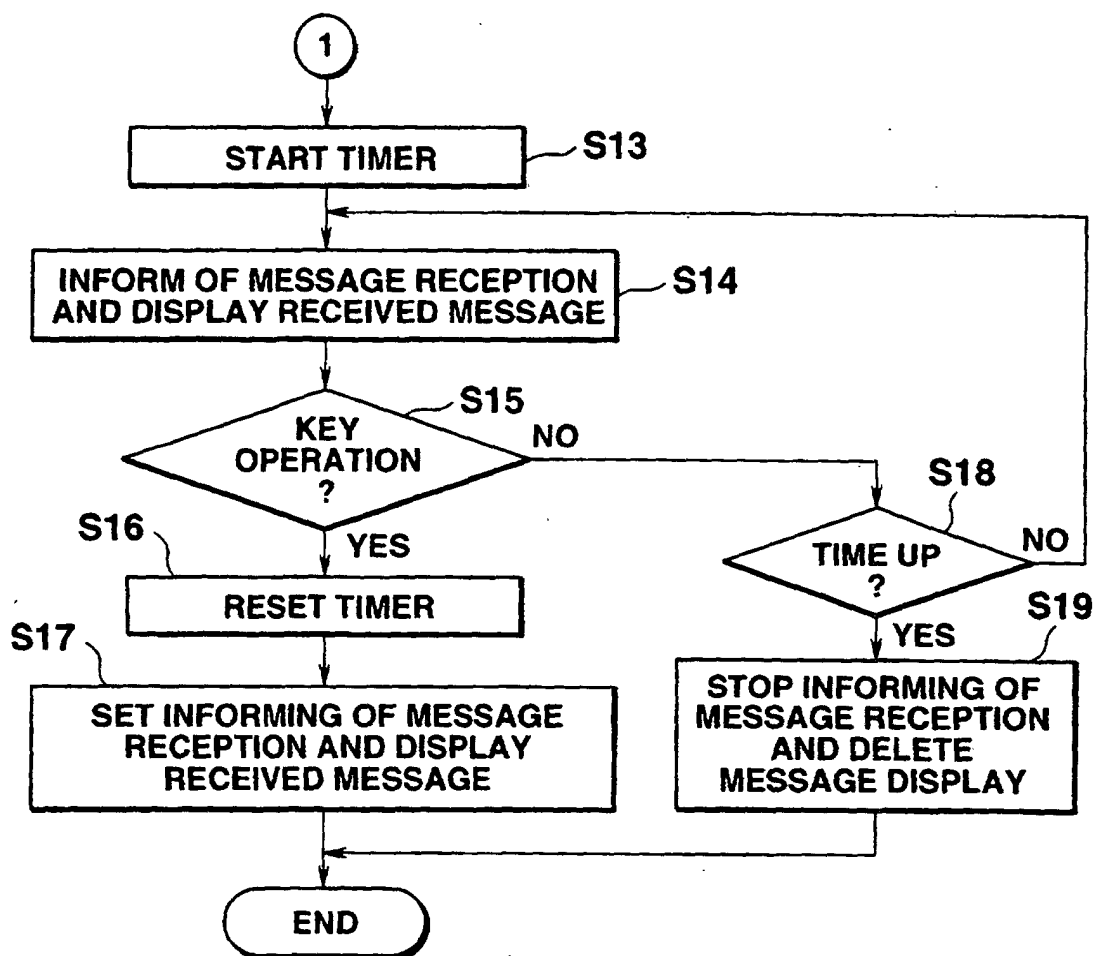 1
START TIMER
S13
INFORM OF MESSAGE RECEPTION
AND DISPLAY RECEIVED MESSAGE
S14
KEY
OPERATION
?
S15
NO
YES
S16
RESET TIMER
S17
SET INFORMING OF MESSAGE
RECEPTION AND DISPLAY
RECEIVED MESSAGE
S18
TIME UP
?
NO
YES
S19
STOP INFORMING OF
MESSAGE RECEPTION
AND DELETE
MESSAGE DISPLAY
END